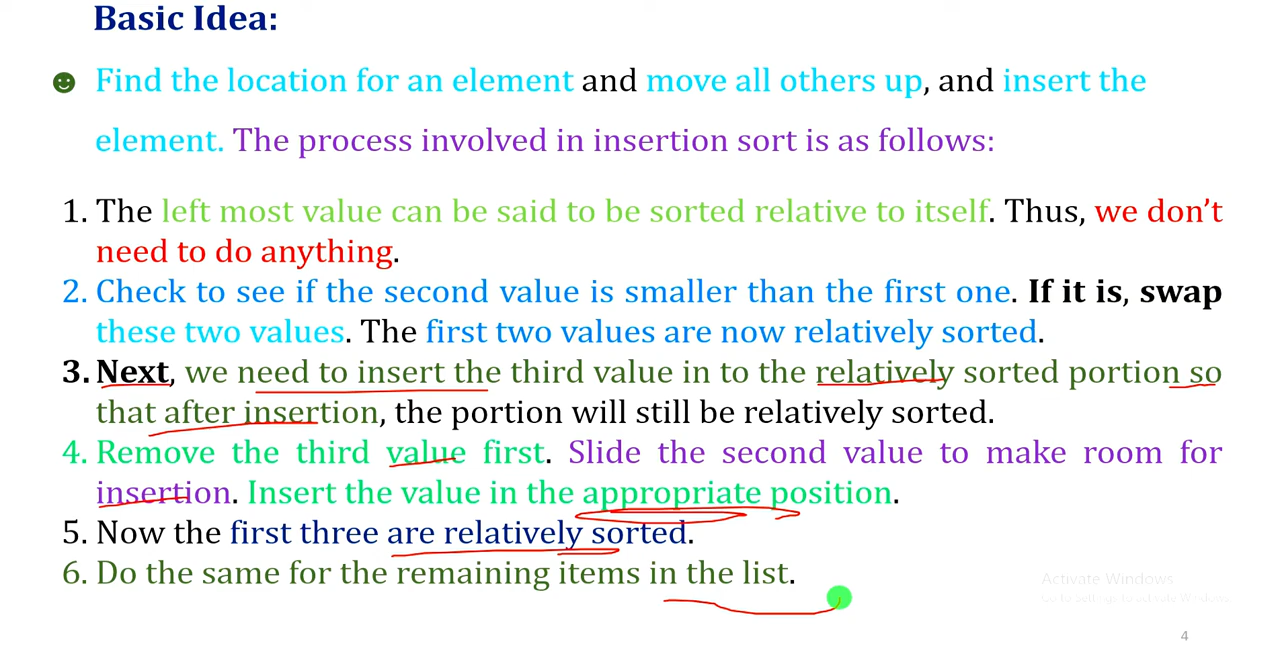 Basic Idea:
Find the location for an element and move all others up, and insert the
element. The process involved in insertion sort is as follows:
1. The left most value can be said to be sorted relative to itself. Thus, we don't
need to do anything.
2. Check to see if the second value is smaller than the first one. If it is, swap
these two values. The first two values are now relatively sorted.
3. Next, we need to insert the third value in to the relatively sorted portion so
that after insertion, the portion will still be relatively sorted.
4. Remove the third value first. Slide the second value to make room for
insertion. Insert the value in the appropriate position.
5. Now the first three are relatively sorted.
6. Do the same for the remaining items in the list.
Activate Windows
Go to Settings to activate Windows.
4